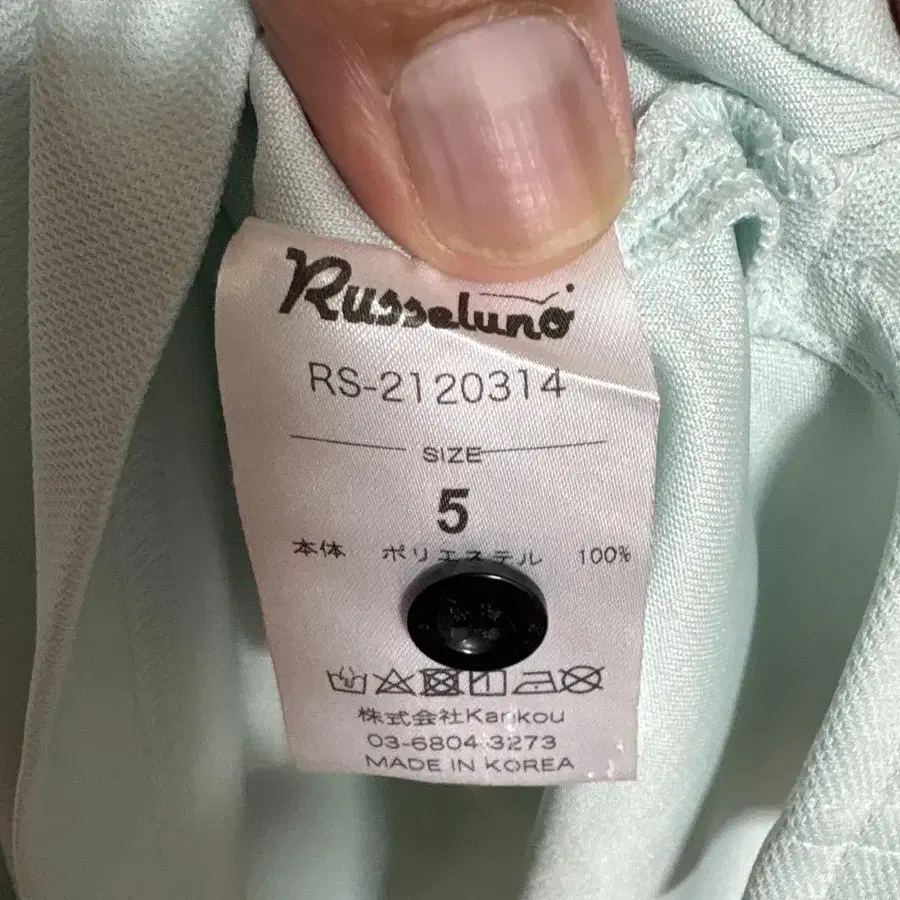 Russeluno
RS-2120314
SIZE
5
本体 ポリエステル 100%
株式会社Kankou
03-6804-3273
MADE IN KOREA